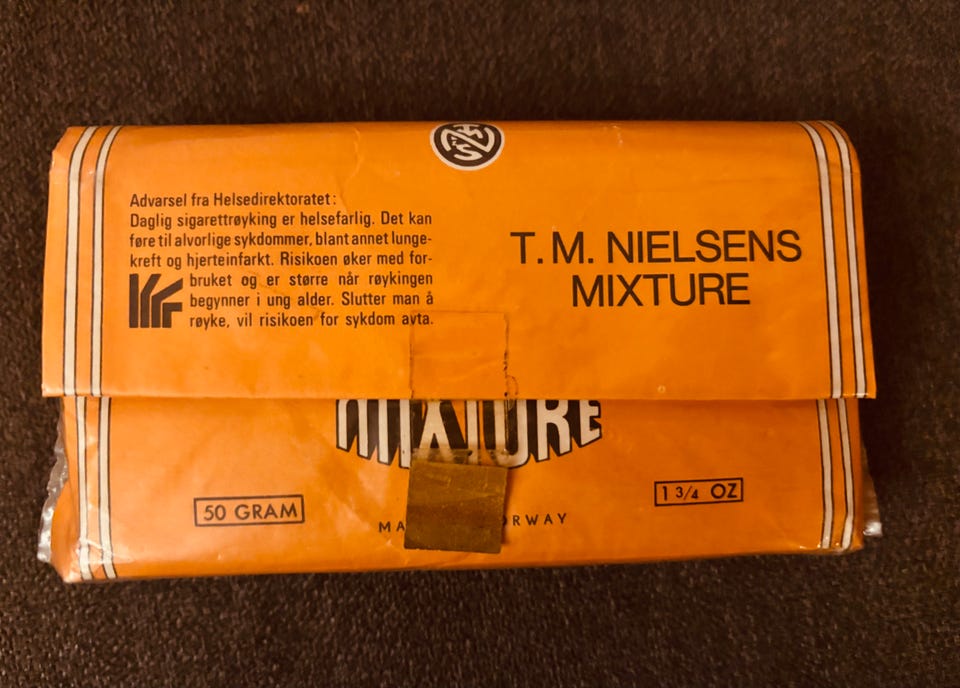 Advarsel fra Helsedirektoratet:
Daglig sigarettrøyking er helsefarlig. Det kan
føre til alvorlige sykdommer, blant annet lunge-
kreft og hjerteinfarkt. Risikoen øker med for-
bruket og er større når røykingen
begynner i ung alder. Slutter man å
røyke, vil risikoen for sykdom avta.
T. M. NIELSENS
MIXTURE
MIXTURE
50 GRAM
1 3/4 OZ